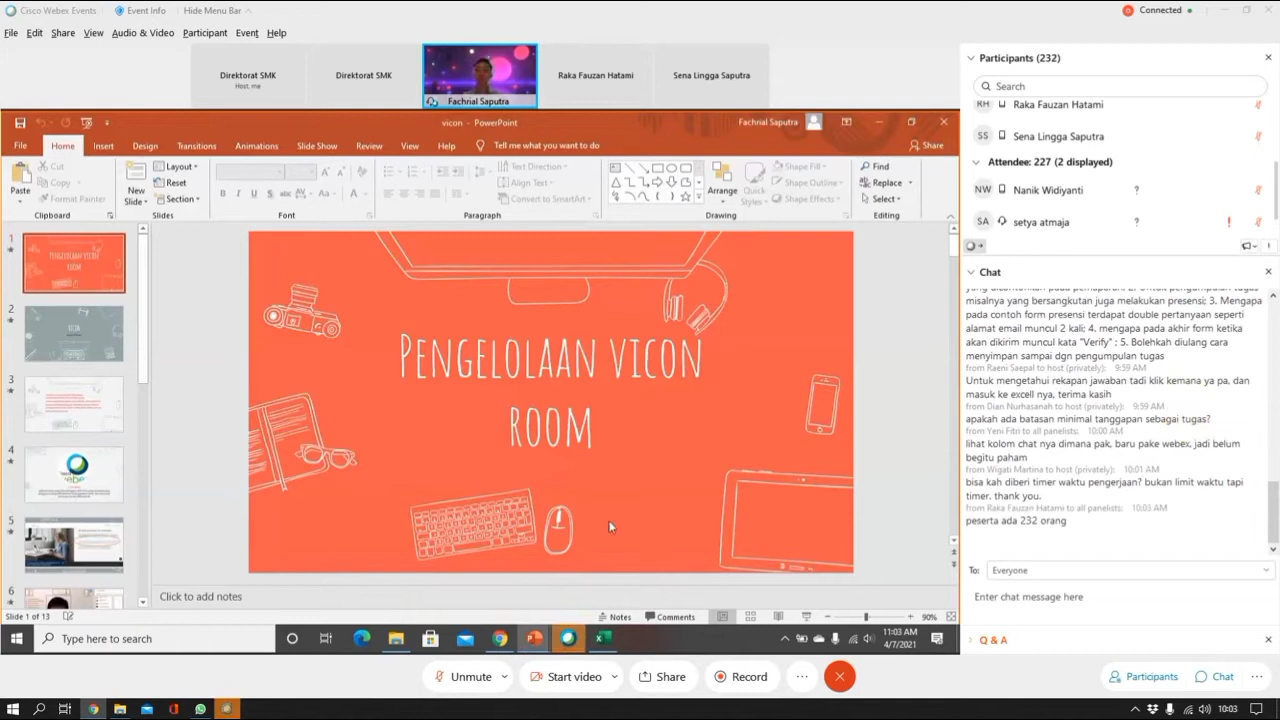 Cisco Webex Events
Event Info
Hide Menu Bar
Connected
File Edit Share View Audio & Video Participant Event Help
Direktorat SMK
Host, me
Direktorat SMK
Fachrial Saputra
Raka Fauzan Hatami
Sena Lingga Saputra
vicon - PowerPoint
Fachrial Saputra
File Home Insert Design Transitions Animations Slide Show Review View Help Tell me what you want to do
Share
Paste
Cut
Copy
Format Painter
Clipboard
New
Slide
Layout
Reset
Section
Slides
Font
Text Direction
Align Text
Convert to SmartArt
Paragraph
Arrange
Quick
Styles
Shape Fill
Shape Outline
Shape Effects
Drawing
Find
Replace
Select
Editing
1
2
3
4
5
6
PENGELOLAAN VICON
ROOM
Click to add notes
Slide 1 of 13
Notes
Comments
90%
Type here to search
11:03 AM
4/7/2021
Unmute
Start video
Share
Record
Participants (232)
Search
RH Raka Fauzan Hatami
SS Sena Lingga Saputra
Attendee: 227 (2 displayed)
NW Nanik Widiyanti ?
SA setya atmaja ? !
Chat
misalnya yang bersangkutan juga melakukan presensi; 3. Mengapa
pada contoh form presensi terdapat double pertanyaan seperti
alamat email muncul 2 kali; 4. mengapa pada akhir form ketika
akan dikirim muncul kata "Verify" ; 5. Bolehkah diulang cara
menyimpan sampai dgn pengumpulan tugas
from Raeni Saepal to host (privately): 9:59 AM
Untuk mengetahui rekapan jawaban tadi klik kemana ya pa, dan
masuk ke excell nya, terima kasih
from Dian Nurhasanah to host (privately): 9:59 AM
apakah ada batasan minimal tanggapan sebagai tugas?
from Yeni Fitri to all panelists: 10:00 AM
lihat kolom chat nya dimana pak, baru pake webex, jadi belum
begitu paham
from Wigati Martina to host (privately): 10:01 AM
bisa kah diberi timer waktu pengerjaan? bukan limit waktu tapi
timer. thank you.
from Raka Fauzan Hatami to all panelists: 10:03 AM
peserta ada 232 orang
To: Everyone
Enter chat message here
Q & A
Participants
Chat
10:03